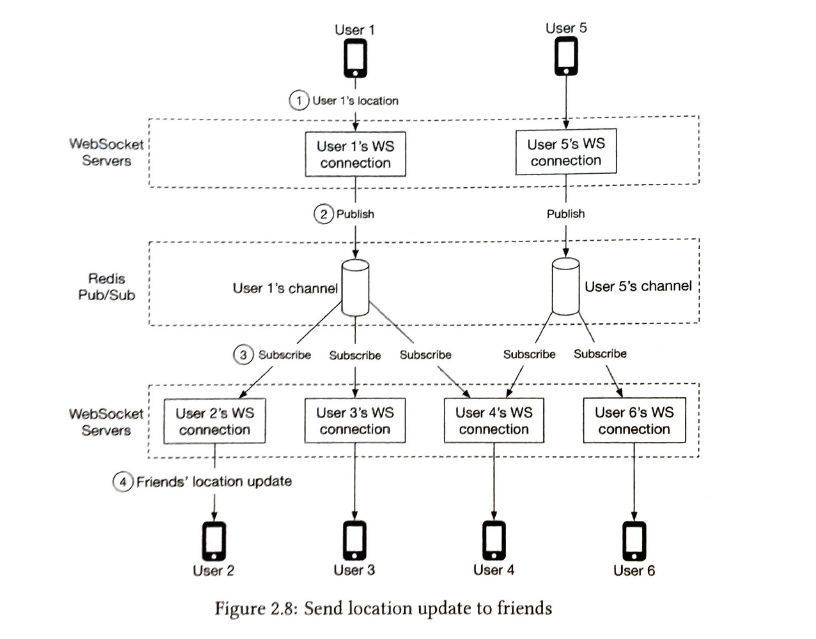 User 1
User 5
1 User 1's location
WebSocket
Servers
User 1's WS
connection
User 5's WS
connection
2 Publish
Publish
Redis
Pub/Sub
User 1's channel
User 5's channel
3 Subscribe
Subscribe
Subscribe
Subscribe
Subscribe
WebSocket
Servers
User 2's WS
connection
User 3's WS
connection
User 4's WS
connection
User 6's WS
connection
4 Friends' location update
User 2
User 3
User 4
User 6
Figure 2.8: Send location update to friends